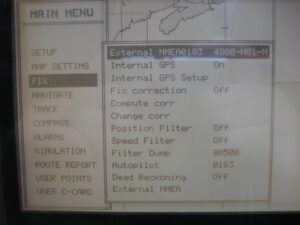 MAIN MENU
SETUP
MAP SETTING
FIX
NAVIGATE
TRACK
COMPASS
ALARMS
SIMULATION
ROUTE REPORT
USER POINTS
USER C-CARD
External NMEA0183 4800-N81-N
Internal GPS On
Internal GPS Setup
Fix correction Off
Compute corr
Change corr
Position Filter Off
Speed Filter Off
Filter Dump 00500
Autopilot 0183
Dead Reckoning Off
External NMEA